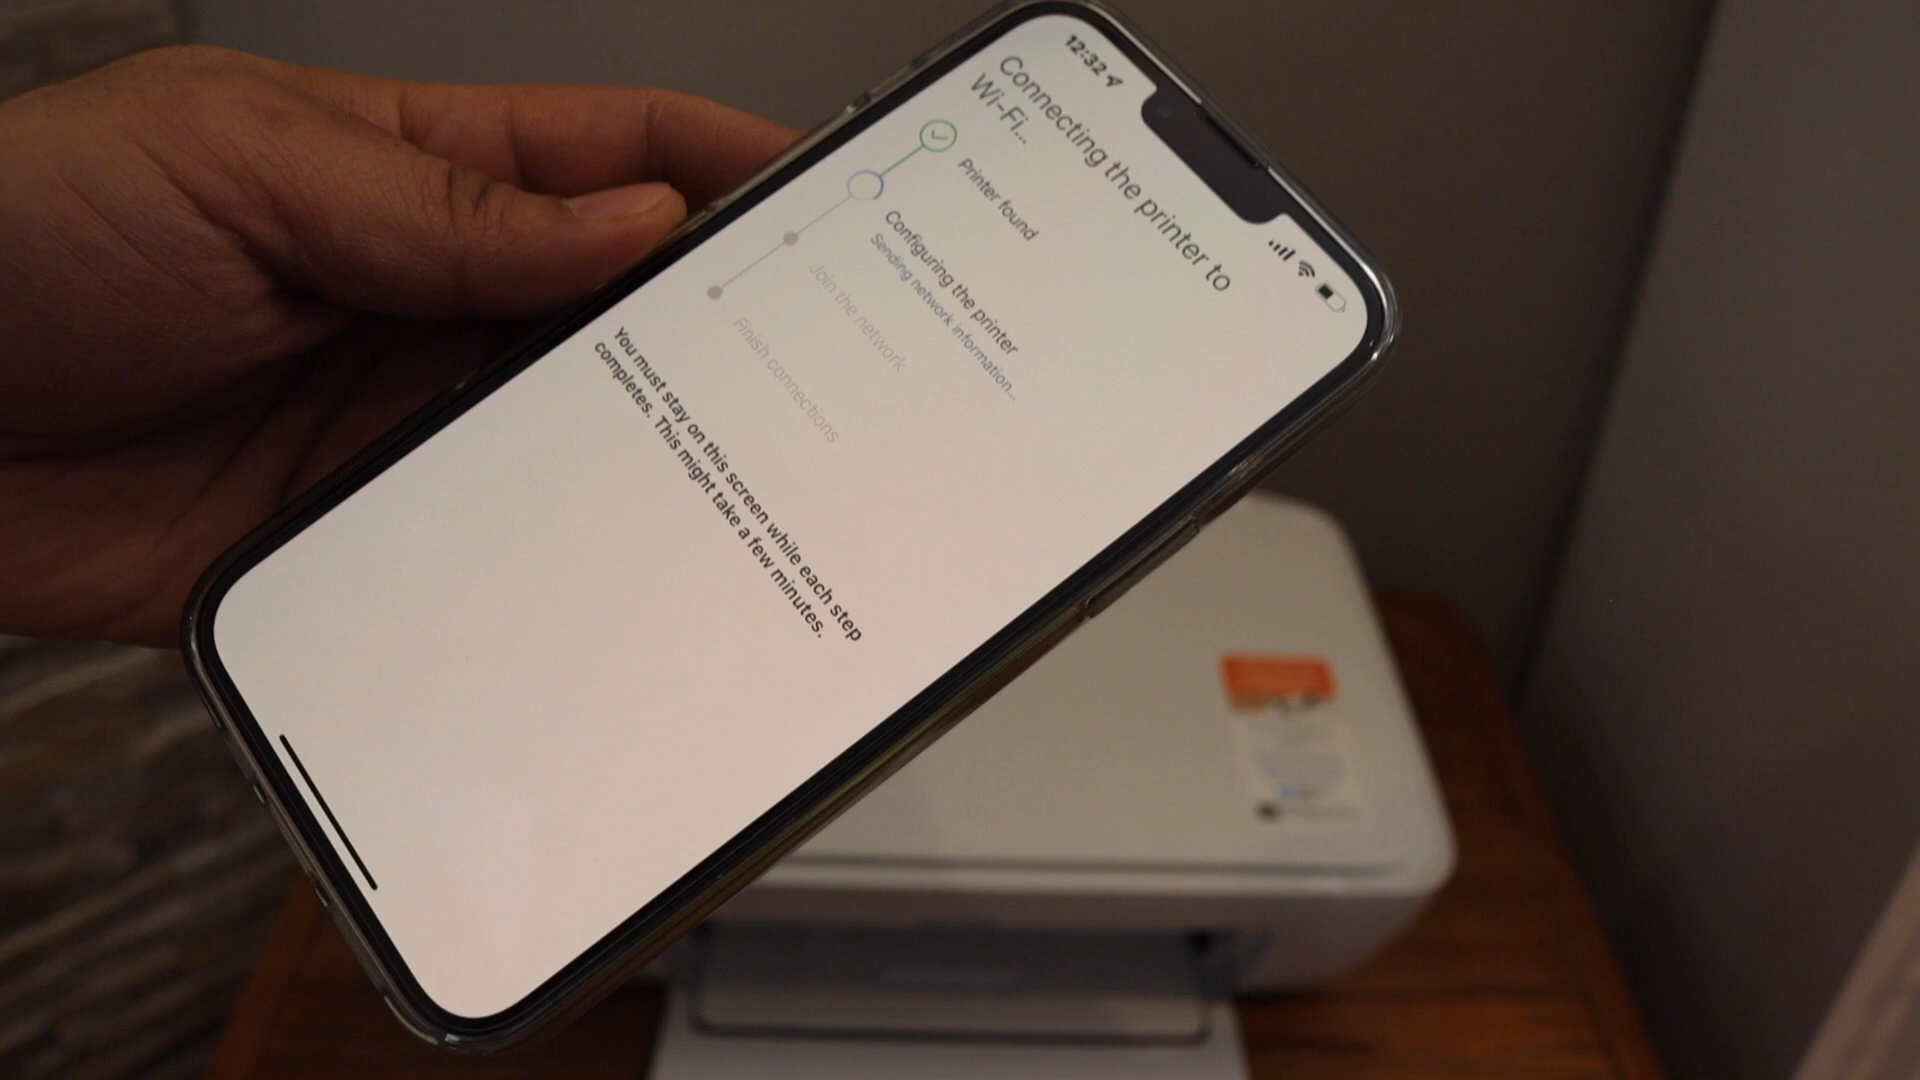 12:32
Connecting the printer to
Wi-Fi...
Printer found
Configuring the printer
Sending network information...
Join the network
Finish connections
You must stay on this screen while each step
completes. This might take a few minutes.